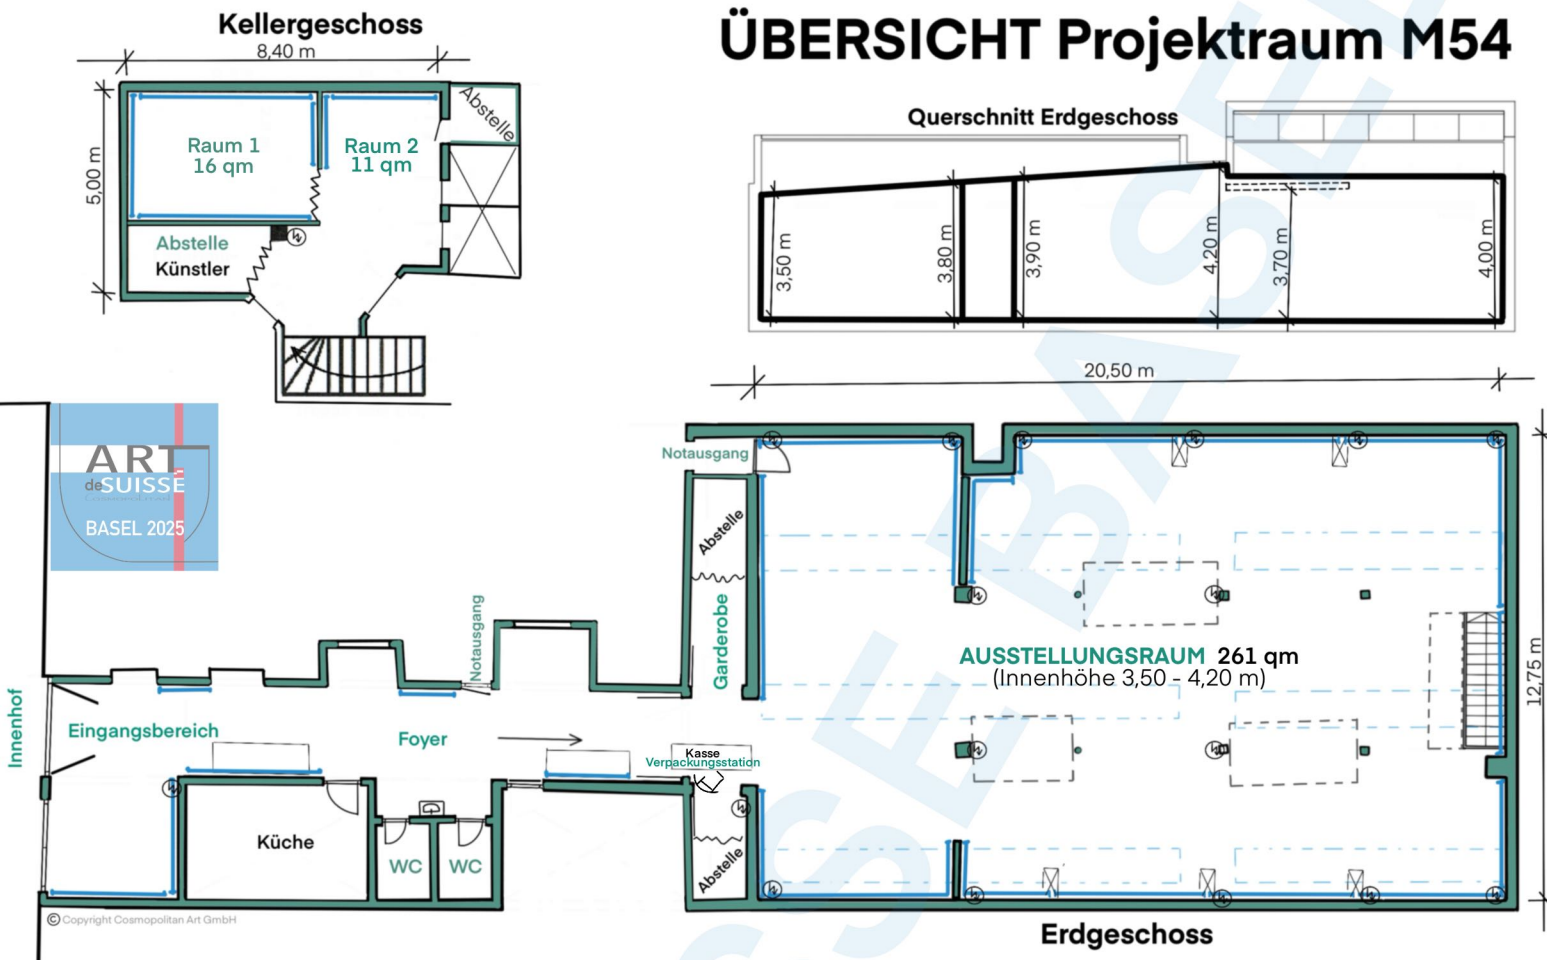 Kellergeschoss
8,40 m
5,00 m
Raum 1
16 qm
Raum 2
11 qm
Abstelle
Abstelle
Künstler
ÜBERSICHT Projektraum M54
Querschnitt Erdgeschoss
3,50 m
3,80 m
3,90 m
4,20 m
3,70 m
4,00 m
20,50 m
12,75 m
ART
deSUISSE
BASEL 2025
Notausgang
Abstelle
Garderobe
Notausgang
Innenhof
Eingangsbereich
Foyer
Kasse
Verpackungsstation
AUSSTELLUNGSRAUM 261 qm
(Innenhöhe 3,50 - 4,20 m)
Küche
WC
WC
Abstelle
© Copyright Cosmopolitan Art GmbH
Erdgeschoss
SSE BASEL